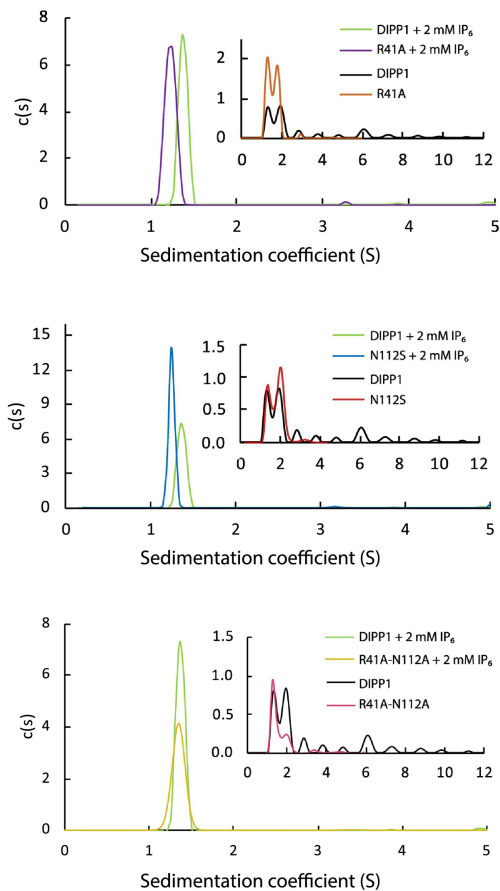 8
6
4
2
0
c(s)
0 1 2 3 4 5
Sedimentation coefficient (S)
DIPP1 + 2 mM IP₆
R41A + 2 mM IP₆
DIPP1
R41A
2
1
0
0 2 4 6 8 10 12
15
12
9
6
3
0
c(s)
0 1 2 3 4 5
Sedimentation coefficient (S)
DIPP1 + 2 mM IP₆
N112S + 2 mM IP₆
DIPP1
N112S
1.5
1.0
0.5
0.0
0 2 4 6 8 10 12
8
6
4
2
0
c(s)
0 1 2 3 4 5
Sedimentation coefficient (S)
DIPP1 + 2 mM IP₆
R41A-N112A + 2 mM IP₆
DIPP1
R41A-N112A
1.5
1.0
0.5
0.0
0 2 4 6 8 10 12